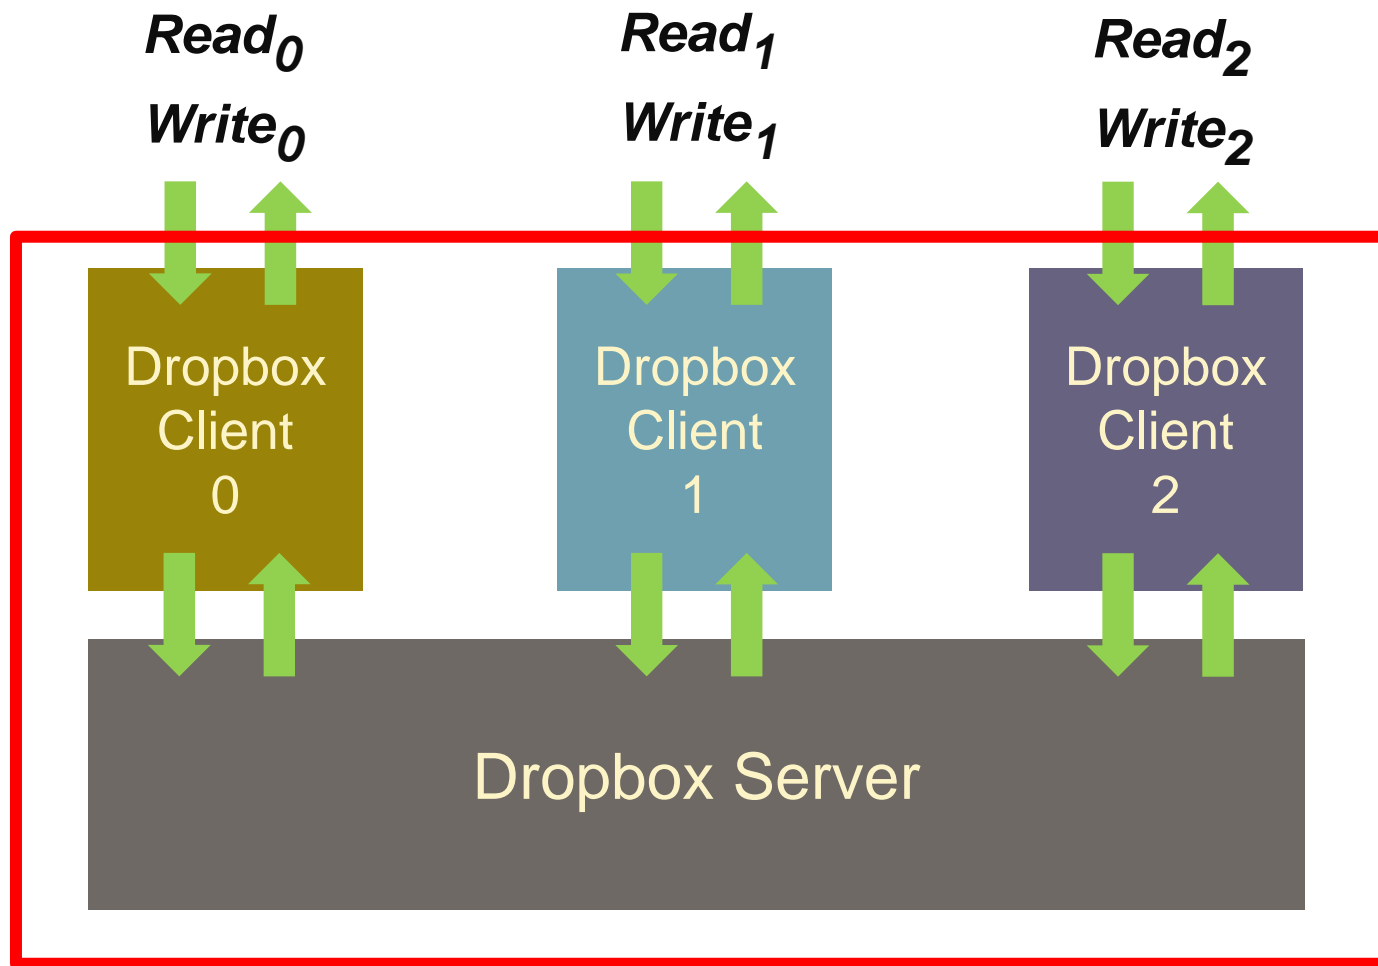 Read0 Read1 Read2
Write0 Write1 Write2
Dropbox Client 0
Dropbox Client 1
Dropbox Client 2
Dropbox Server